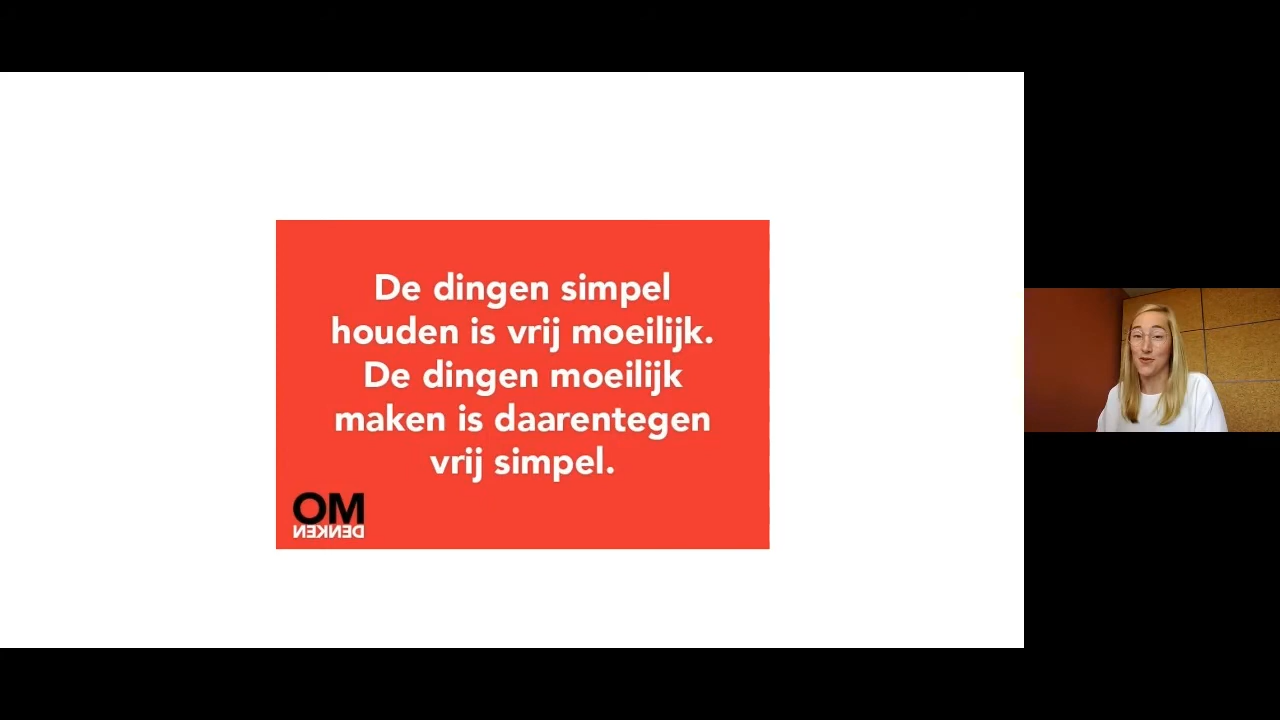 De dingen simpel
houden is vrij moeilijk.
De dingen moeilijk
maken is daarentegen
vrij simpel.
OM
DENKEN